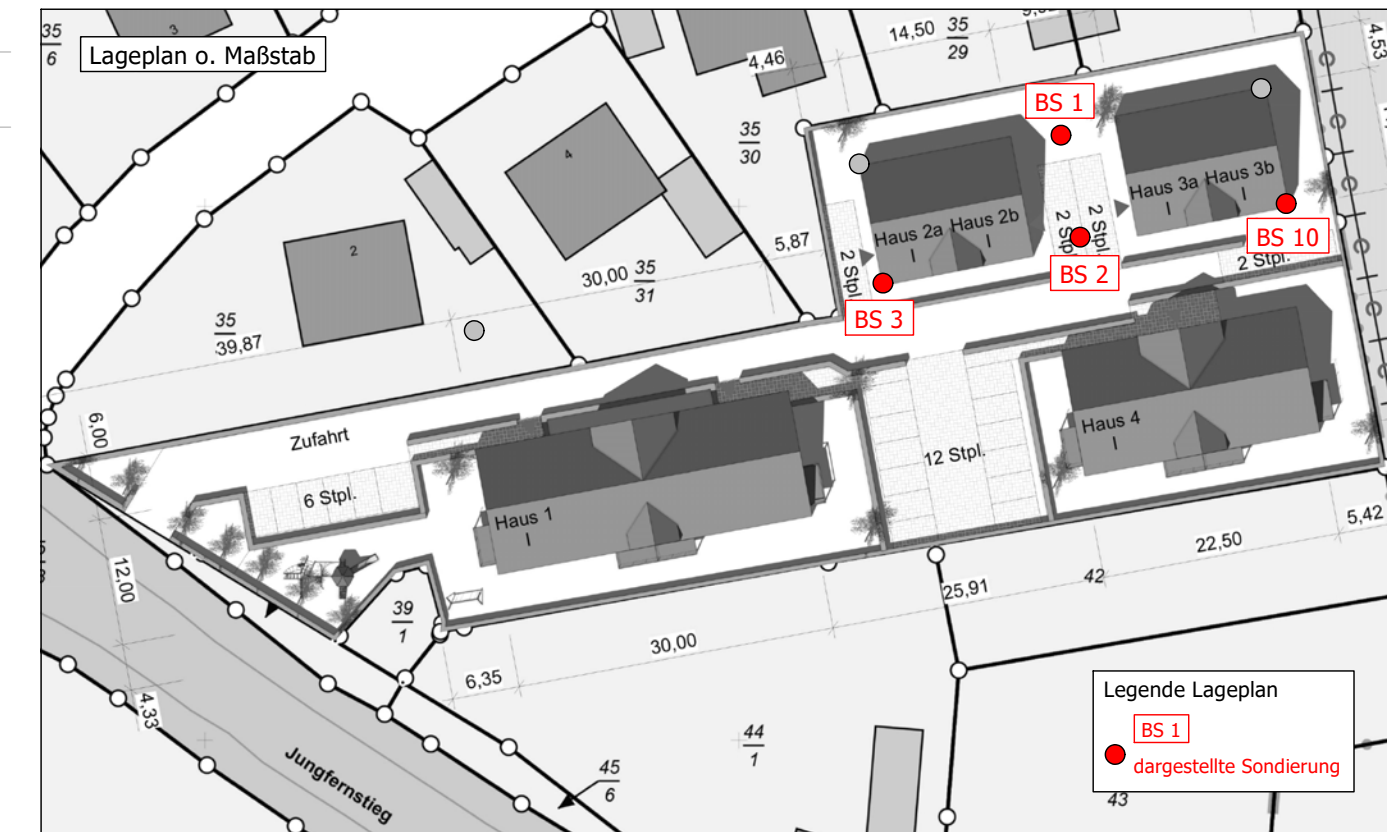 Lageplan o. Maßstab
35
6
3
4,46
14,50
35
29
4,53
BS 1
35
30
4
2
Haus 3a
Haus 3b
I
I
BS 10
Haus 2a
Haus 2b
I
I
2 Stpl.
2 Stpl.
2 Stpl.
2 Stpl.
BS 2
BS 3
5,87
30,00
35
31
35
39,87
6,00
Zufahrt
6 Stpl.
Haus 1
I
12 Stpl.
Haus 4
I
5,42
22,50
42
25,91
12,00
39
1
30,00
6,35
4,33
44
1
Jungfernstieg
45
6
43
Legende Lageplan
BS 1
dargestellte Sondierung